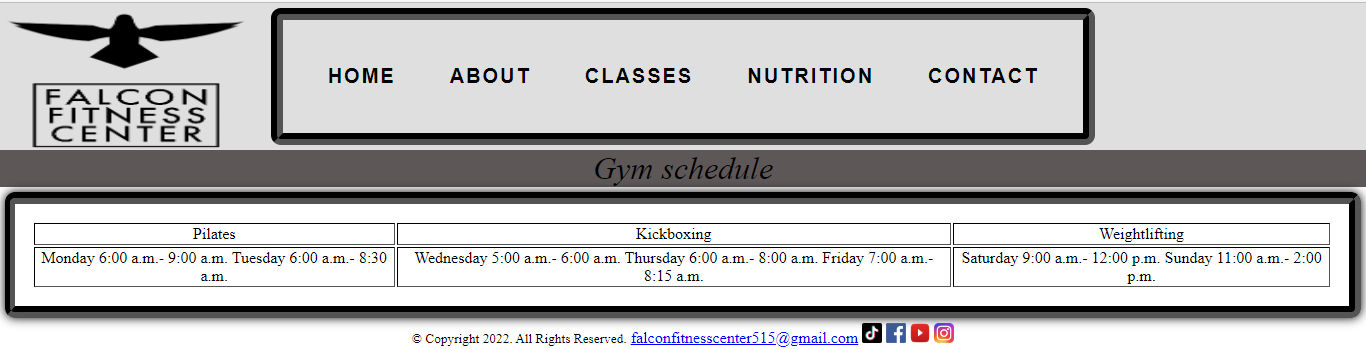 FALCON
FITNESS
CENTER
HOME ABOUT CLASSES NUTRITION CONTACT
Gym schedule
Pilates
Kickboxing
Weightlifting
Monday 6:00 a.m.- 9:00 a.m. Tuesday 6:00 a.m.- 8:30
a.m.
Wednesday 5:00 a.m.- 6:00 a.m. Thursday 6:00 a.m.- 8:00 a.m. Friday 7:00 a.m.-
8:15 a.m.
Saturday 9:00 a.m.- 12:00 p.m. Sunday 11:00 a.m.- 2:00
p.m.
© Copyright 2022. All Rights Reserved. falconfitnesscenter515@gmail.com